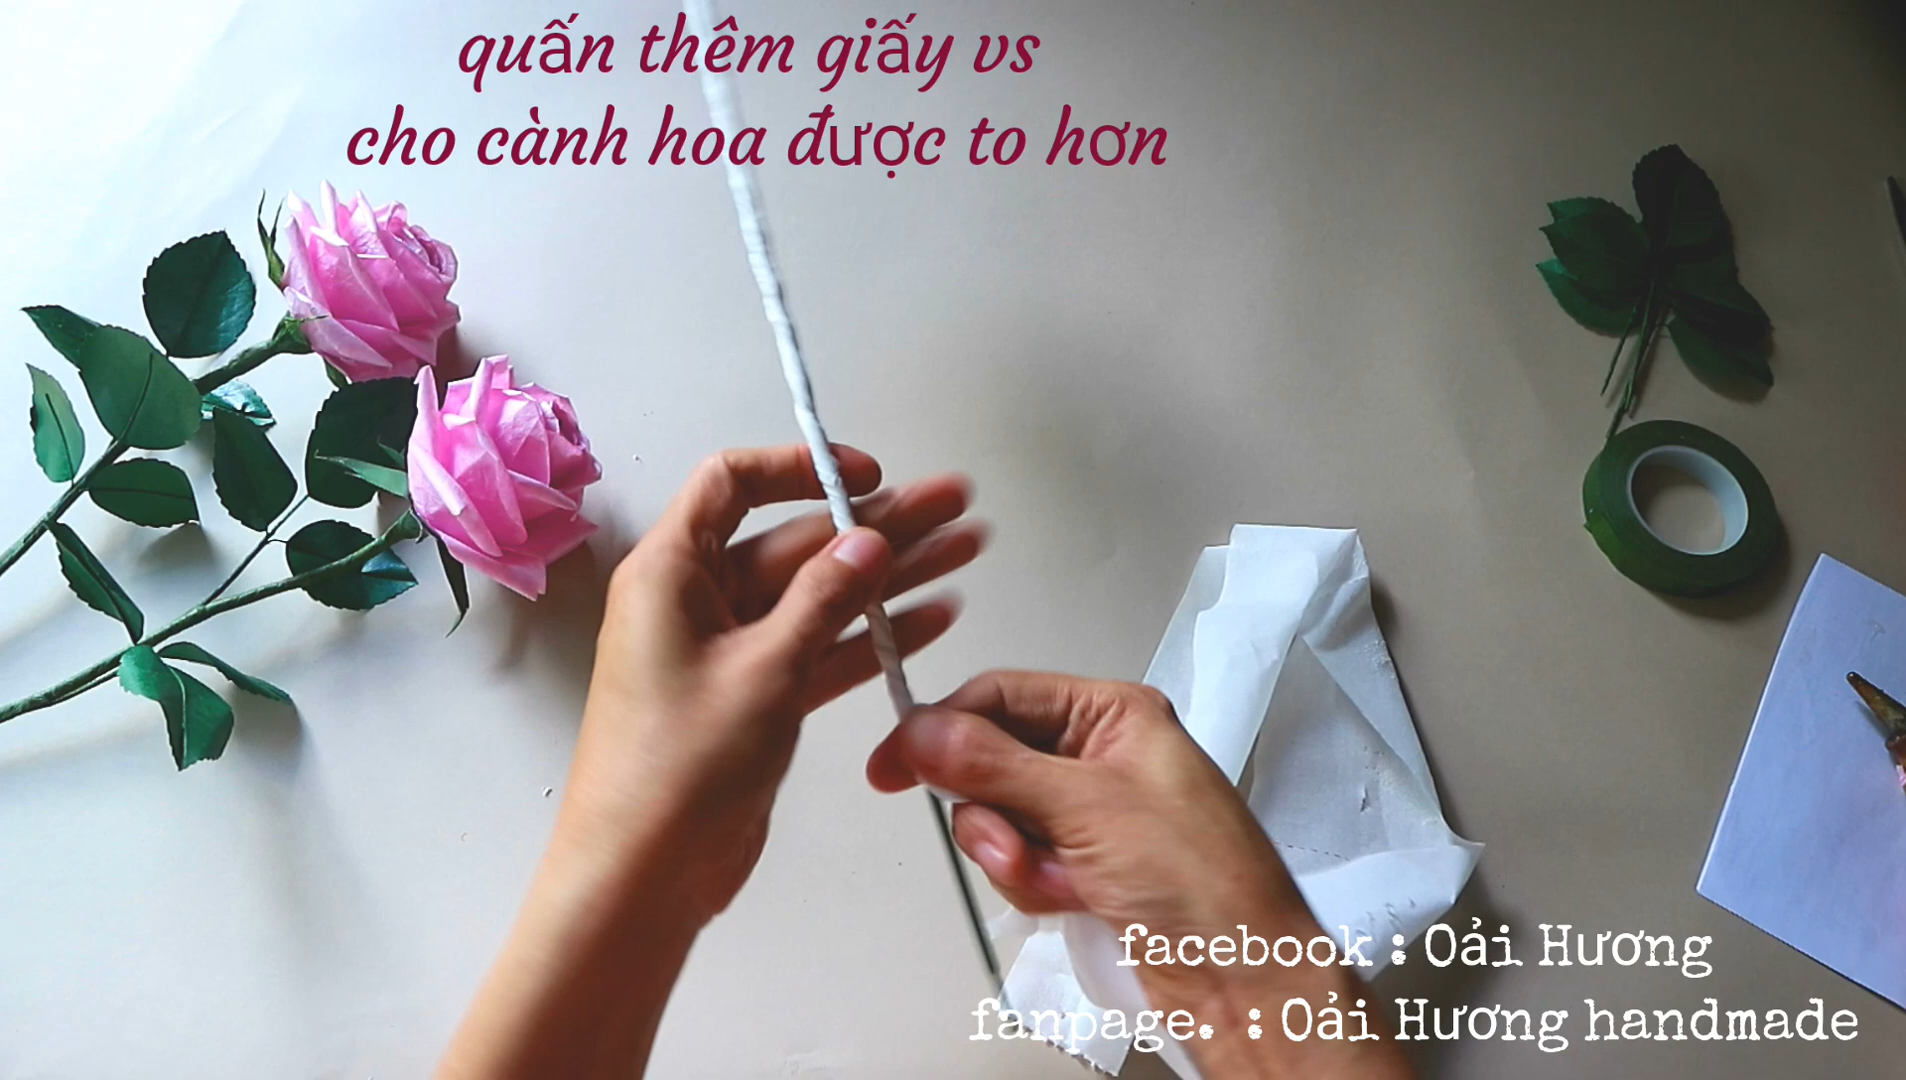 quấn thêm giấy vs
cho cành hoa được to hơn
facebook : Oải Hương
fanpage. : Oải Hương handmade